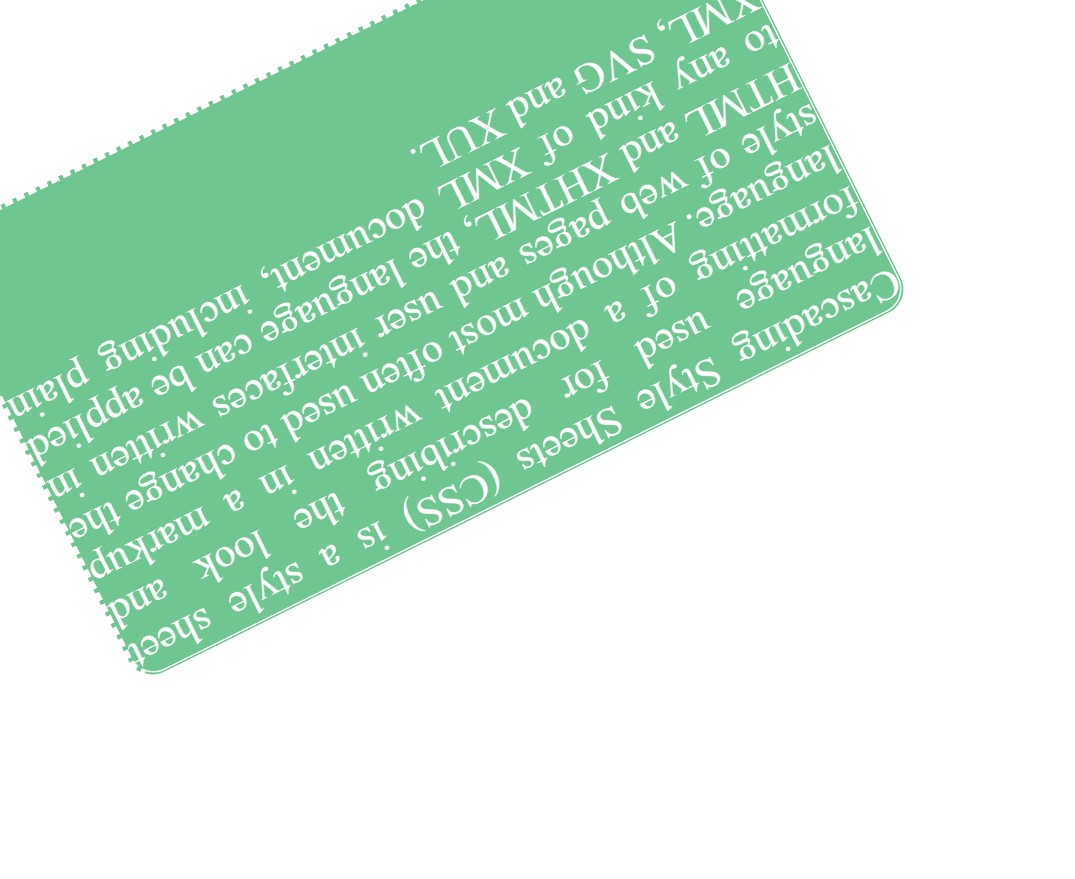 Cascading Style Sheets (CSS) is a style sheet
language used for describing the look and
formatting of a document written in a markup
language. Although most often used to change the
style of web pages and user interfaces written in
HTML and XHTML, the language can be applied
to any kind of XML document, including plain
XML, SVG and XUL.